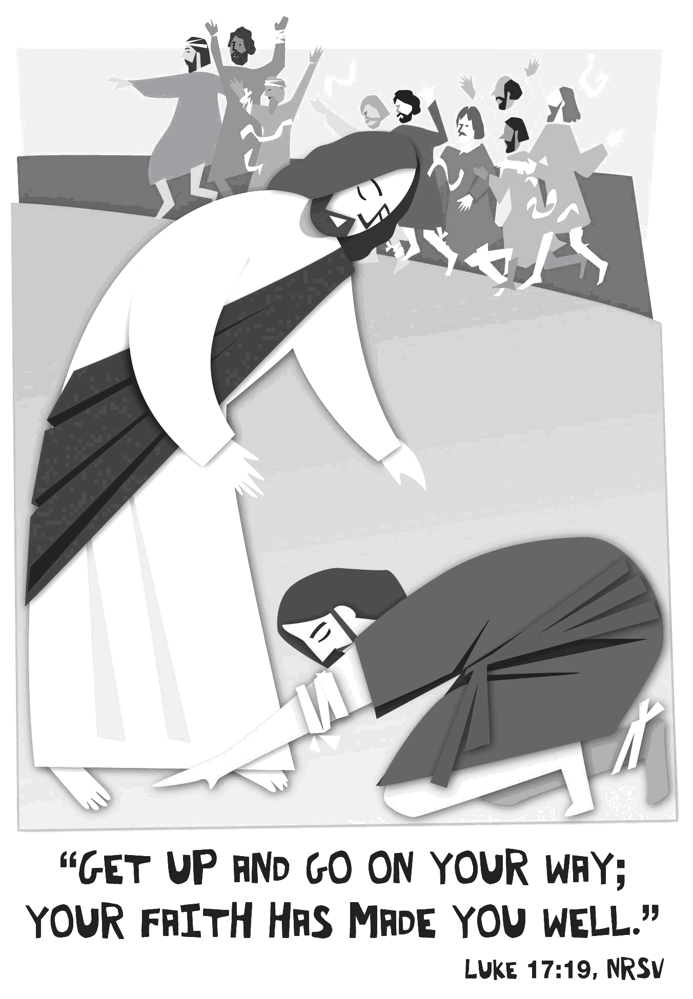 “GET UP AND GO ON YOUR WAY;
YOUR FAITH HAS MADE YOU WELL.”
LUKE 17:19, NRSV